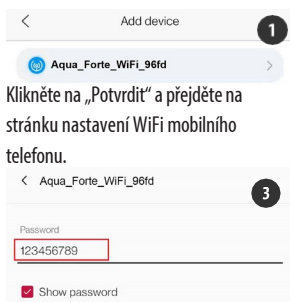 Add device
1
Aqua_Forte_WiFi_96fd
Klikněte na „Potvrdit“ a přejděte na
stránku nastavení WiFi mobilního
telefonu.
Aqua_Forte_WiFi_96fd
3
Password
123456789
Show password